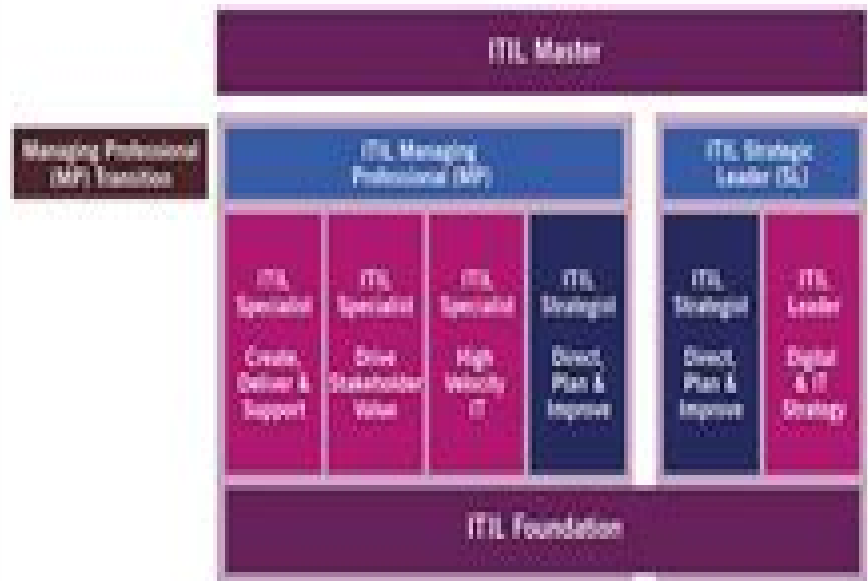 ITIL Master
Managing Professional
(MP) Transition
ITIL Managing
Professional (MP)
ITIL Strategic
Leader (SL)
ITIL
Specialist
Create,
Deliver &
Support
ITIL
Specialist
Drive
Stakeholder
Value
ITIL
Specialist
High
Velocity
IT
ITIL
Strategist
Direct,
Plan &
Improve
ITIL
Strategist
Direct,
Plan &
Improve
ITIL
Leader
Digital
& IT
Strategy
ITIL Foundation